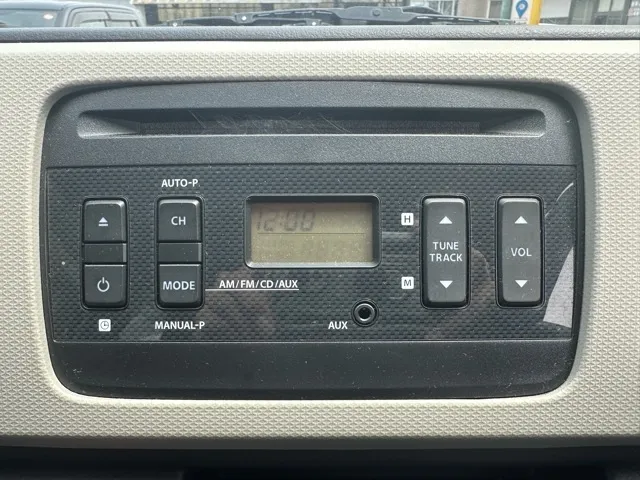 AUTO-P
CH
MODE
AM/FM/CD/AUX
MANUAL-P
12:00
H
M
AUX
TUNE
TRACK
VOL